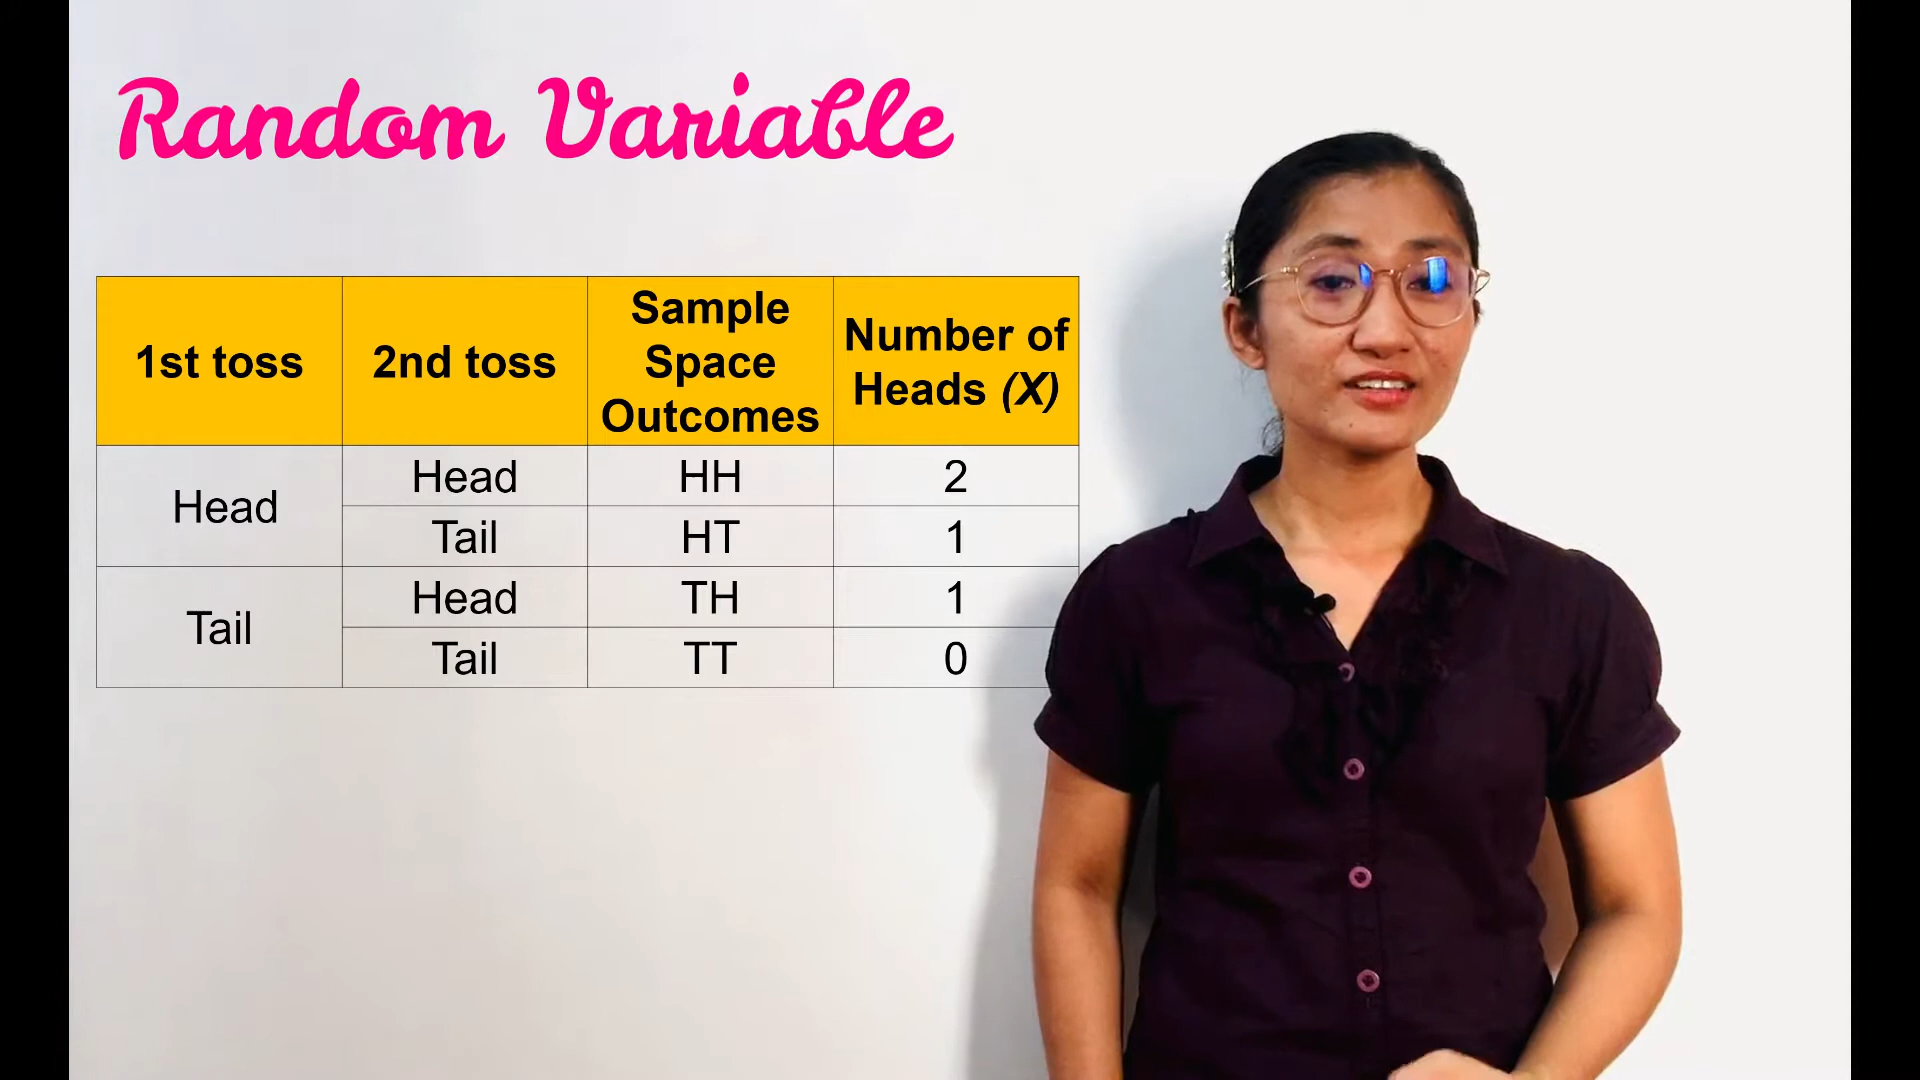 Random Variable
1st toss 2nd toss Sample Space Outcomes Number of Heads (X)
Head Head HH 2
Tail HT 1
Tail Head TH 1
Tail TT 0